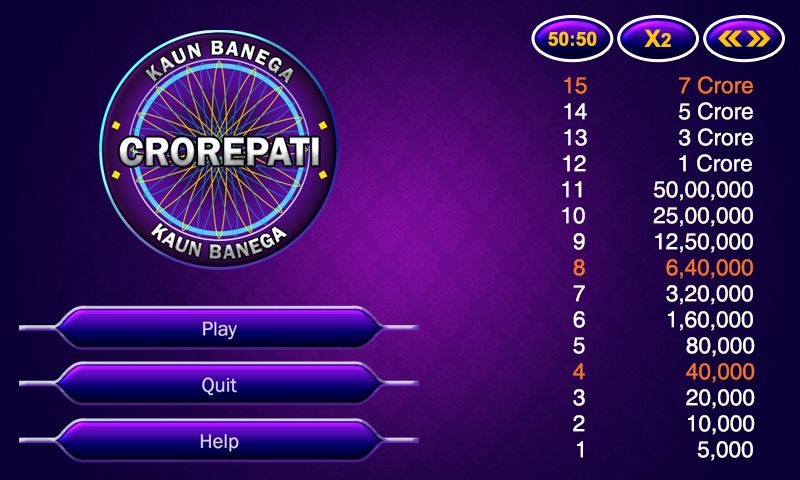 KAUN BANEGA
CROREPATI
KAUN BANEGA
Play
Quit
Help
50:50 X2
15 7 Crore
14 5 Crore
13 3 Crore
12 1 Crore
11 50,00,000
10 25,00,000
9 12,50,000
8 6,40,000
7 3,20,000
6 1,60,000
5 80,000
4 40,000
3 20,000
2 10,000
1 5,000